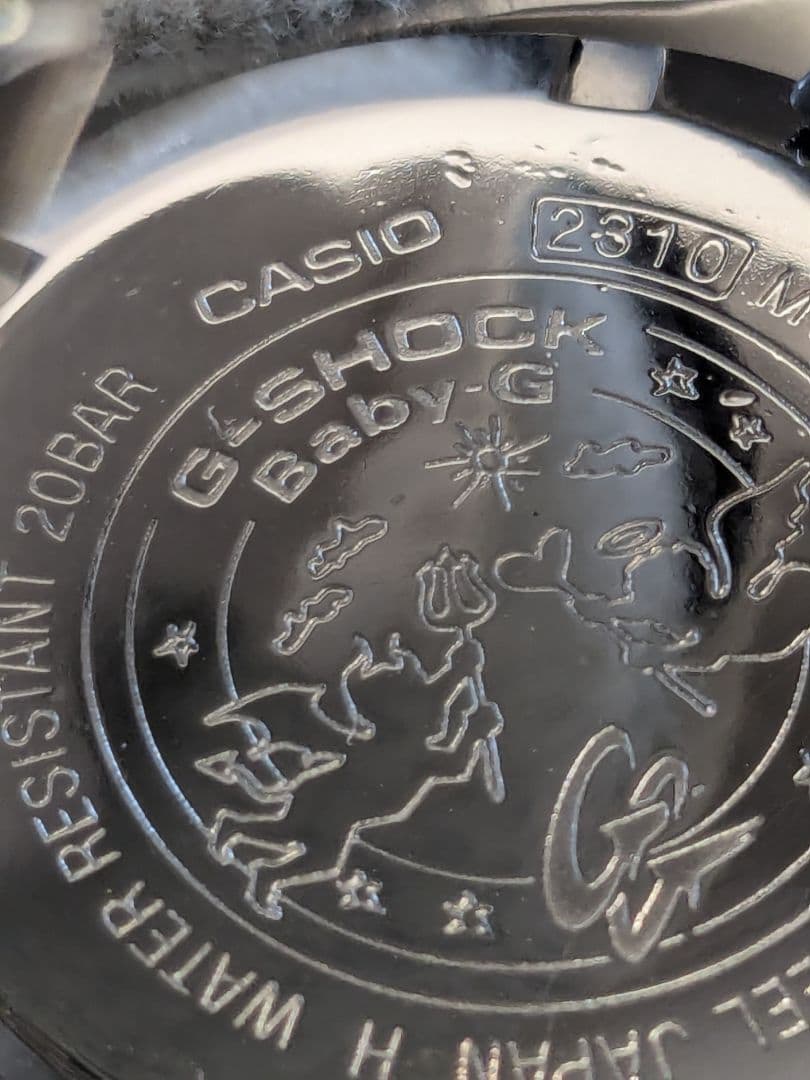 CASIO 2310
G-SHOCK
Baby-G
WATER RESISTANT 20BAR
JAPAN H